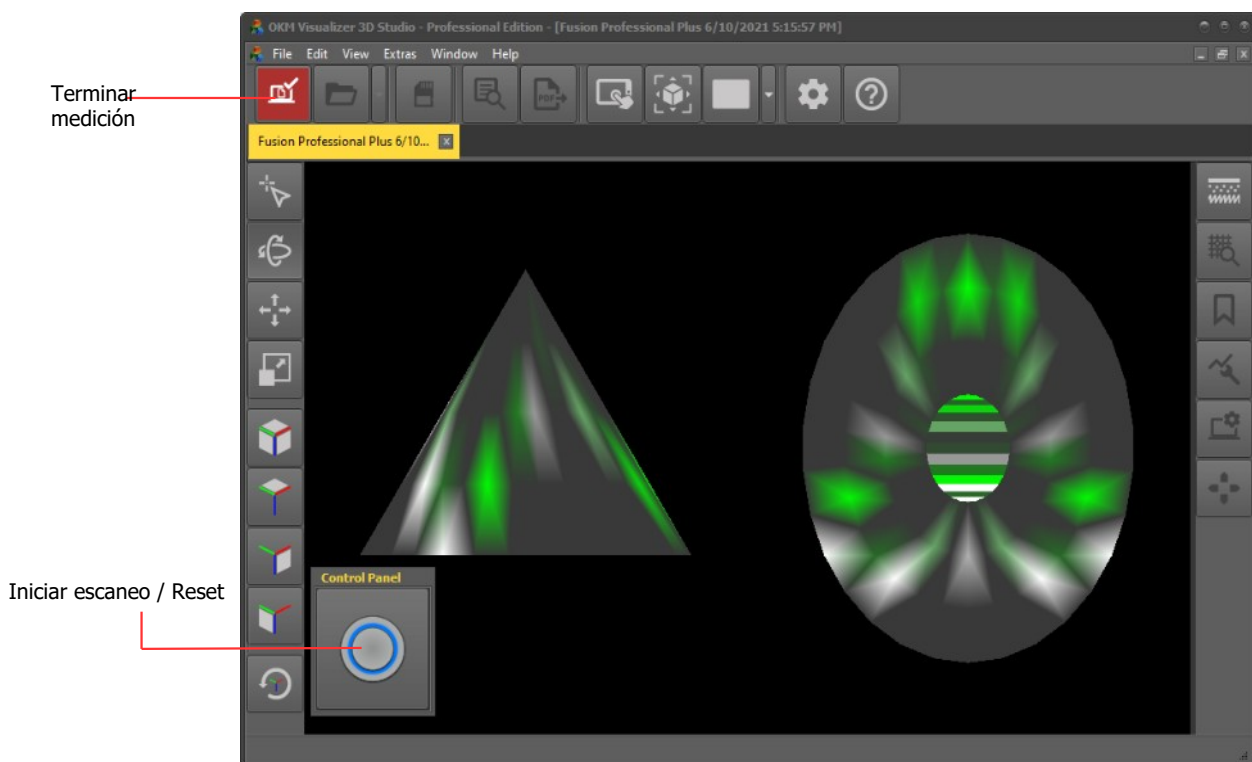 OKM Visualizer 3D Studio - Professional Edition - [Fusion Professional Plus 6/10/2021 5:15:57 PM]
File Edit View Extras Window Help
Terminar
medición
PDF
Fusion Professional Plus 6/10...
Control Panel
Iniciar escaneo / Reset